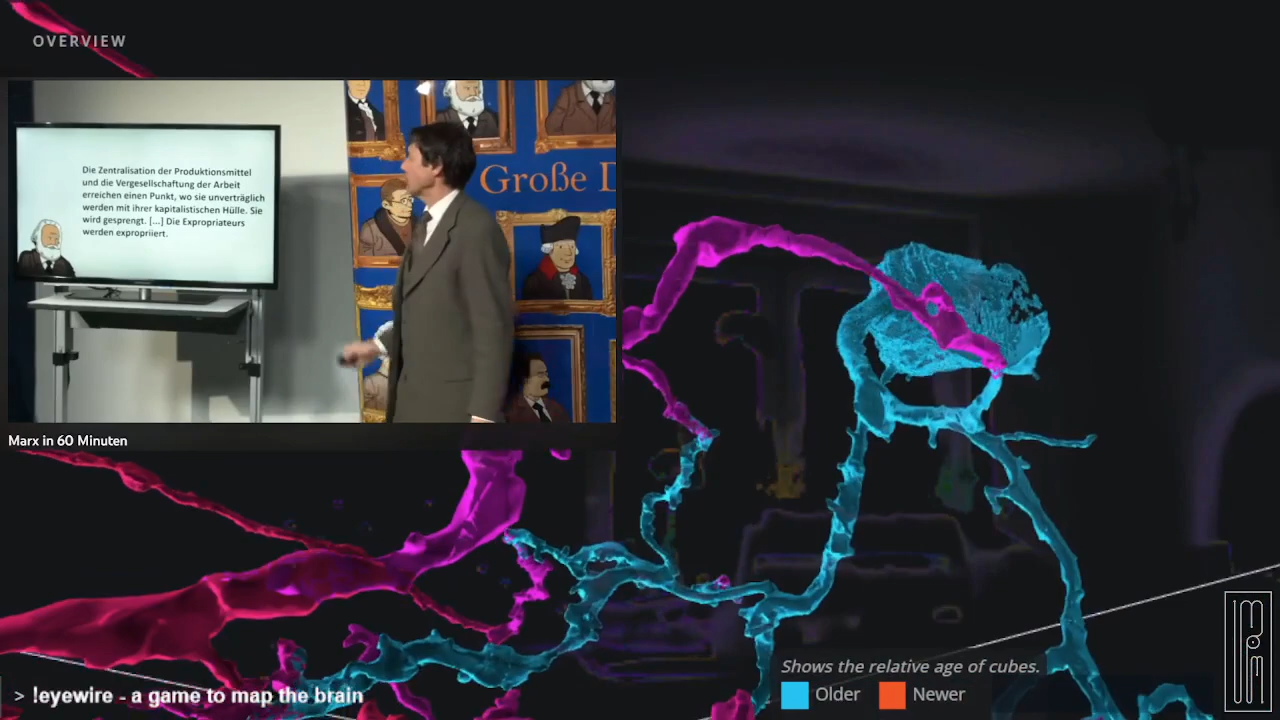 OVERVIEW
Die Zentralisation der Produktionsmittel
und die Vergesellschaftung der Arbeit
erreichen einen Punkt, wo sie unverträglich
werden mit ihrer kapitalistischen Hülle. Sie
wird gesprengt. [...] Die Expropriateurs
werden expropriiert.
Große D
Marx in 60 Minuten
Shows the relative age of cubes.
Older
Newer
> !eyewire - a game to map the brain